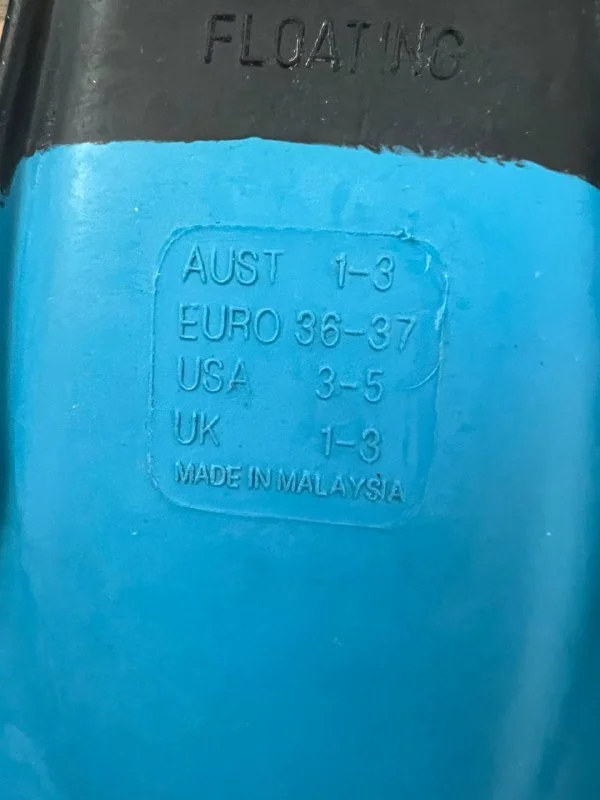 FLOATING
AUST 1-3
EURO 36-37
USA 3-5
UK 1-3
MADE IN MALAYSIA